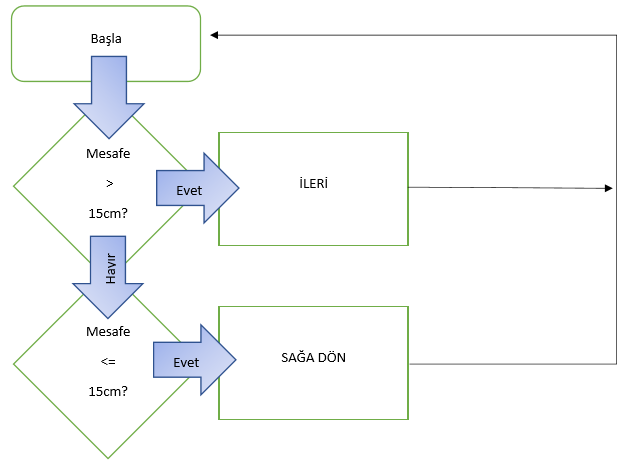 Başla
Mesafe
>
15cm?
Evet
İLERİ
Hayır
Mesafe
<=
15cm?
Evet
SAĞA DÖN